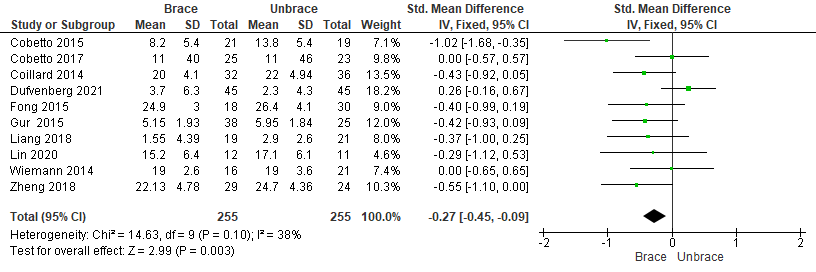 Brace Unbrace Std. Mean Difference Std. Mean Difference
Study or Subgroup Mean SD Total Mean SD Total Weight IV, Fixed, 95% CI IV, Fixed, 95% CI
Cobetto 2015 8.2 5.4 21 13.8 5.4 19 7.1% -1.02 [-1.68, -0.35]
Cobetto 2017 11 40 25 11 46 23 9.8% 0.00 [-0.57, 0.57]
Coillard 2014 20 4.1 32 22 4.94 36 13.6% -0.43 [-0.92, 0.05]
Dufvenberg 2021 3.7 6.3 45 2.3 4.3 45 18.2% 0.26 [-0.16, 0.67]
Fong 2015 24.9 3 18 26.4 4.1 30 9.0% -0.40 [-0.99, 0.19]
Gur 2015 5.15 1.93 38 5.95 1.84 25 12.0% -0.42 [-0.93, 0.09]
Liang 2018 1.55 4.39 19 2.9 2.6 21 8.0% -0.37 [-1.00, 0.25]
Lin 2020 15.2 6.4 12 17.1 6.1 11 4.6% -0.29 [-1.12, 0.53]
Wiemann 2014 19 2.6 16 19 3.6 21 7.4% 0.00 [-0.65, 0.65]
Zheng 2018 22.13 4.78 29 24.7 4.36 24 10.3% -0.55 [-1.10, 0.00]
Total (95% CI) 255 255 100.0% -0.27 [-0.45, -0.09]
Heterogeneity: Chi² = 14.63, df = 9 (P = 0.10); I² = 38%
Test for overall effect: Z = 2.99 (P = 0.003)
-2 -1 0 1 2
Brace Unbrace